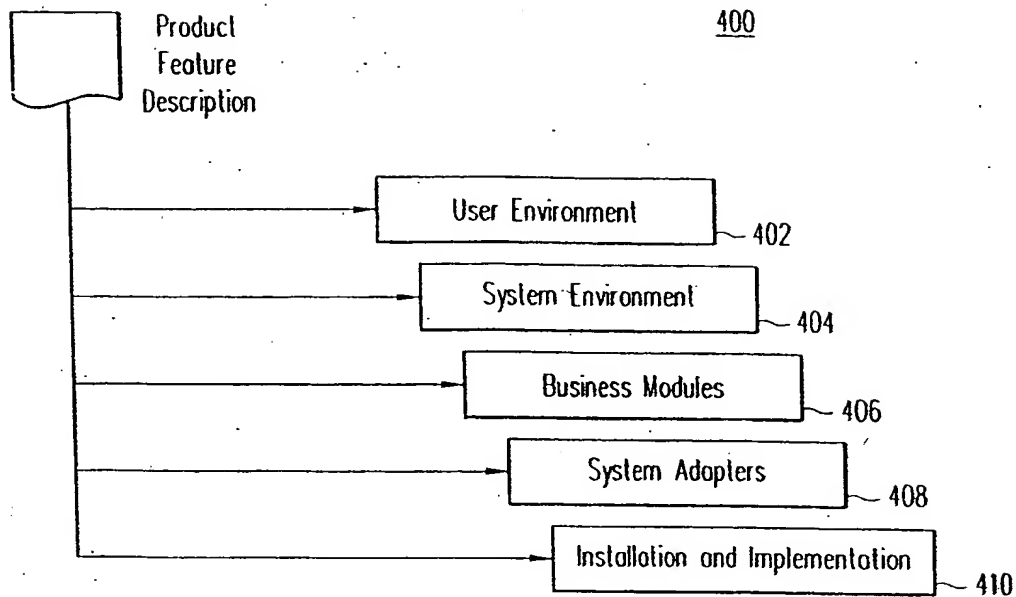 400
Product
Feature
Description
User Environment
402
System Environment
404
Business Modules
406
System Adapters
408
Installation and Implementation
410